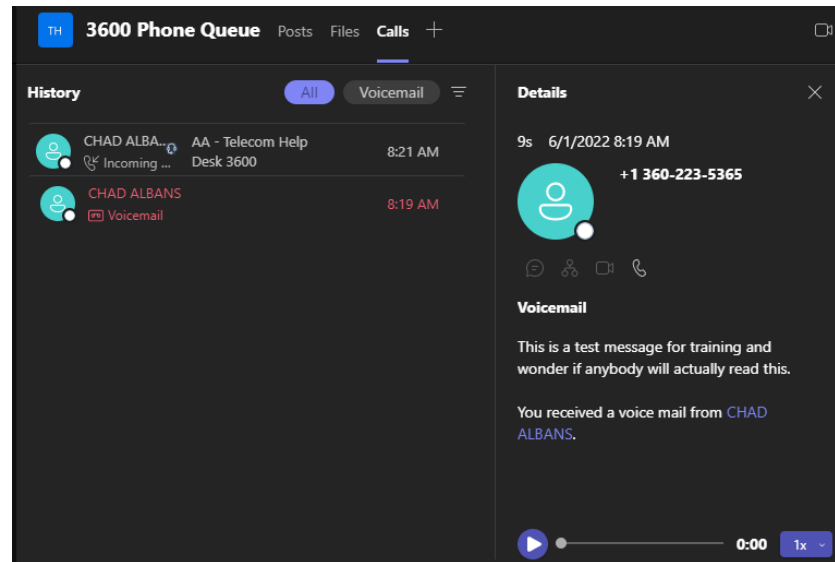 TH 3600 Phone Queue Posts Files Calls
History All Voicemail
CHAD ALBA... AA - Telecom Help
Incoming ... Desk 3600 8:21 AM
CHAD ALBANS
Voicemail 8:19 AM
Details
9s 6/1/2022 8:19 AM
+1 360-223-5365
Voicemail
This is a test message for training and
wonder if anybody will actually read this.
You received a voice mail from CHAD
ALBANS.
0:00 1x